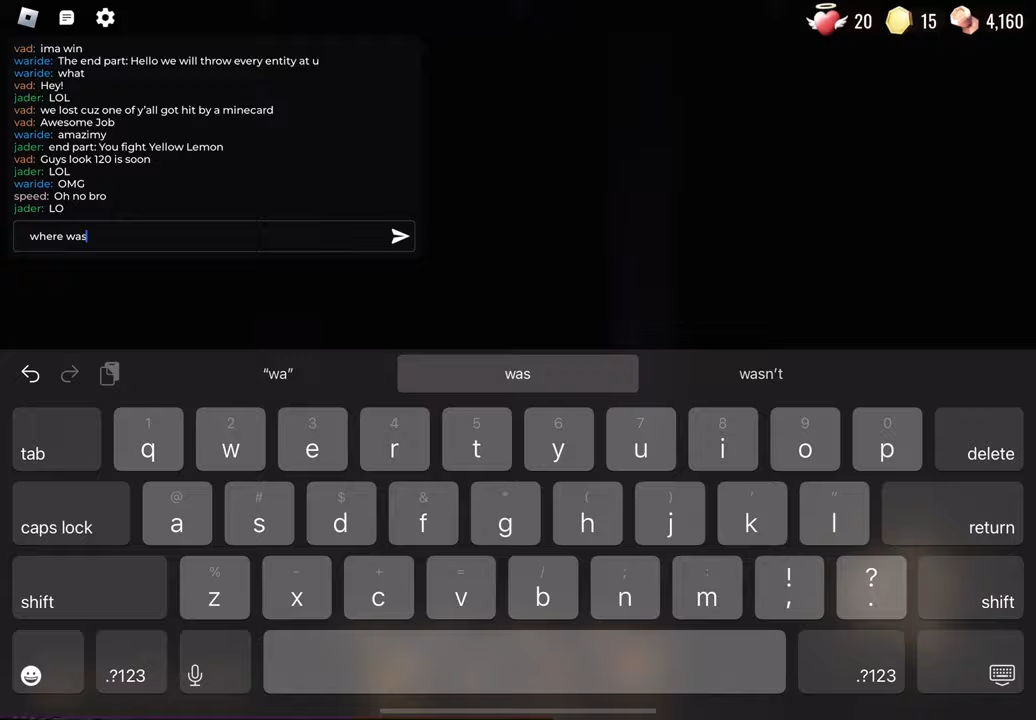 20 15 4,160
vad: ima win
waride: The end part: Hello we will throw every entity at u
waride: what
vad: Hey!
jader: LOL
vad: we lost cuz one of y'all got hit by a minecard
vad: Awesome Job
waride: amazimy
jader: end part: You fight Yellow Lemon
vad: Guys look 120 is soon
jader: LOL
waride: OMG
speed: Oh no bro
jader: LO
where was
“wa” was wasn’t
1 2 3 4 5 6 7 8 9 0
tab q w e r t y u i o p delete
@ # $ & * ( ) ' "
caps lock a s d f g h j k l return
% - + = / ; : ! ?
shift z x c v b n m , . shift
.?123 .?123